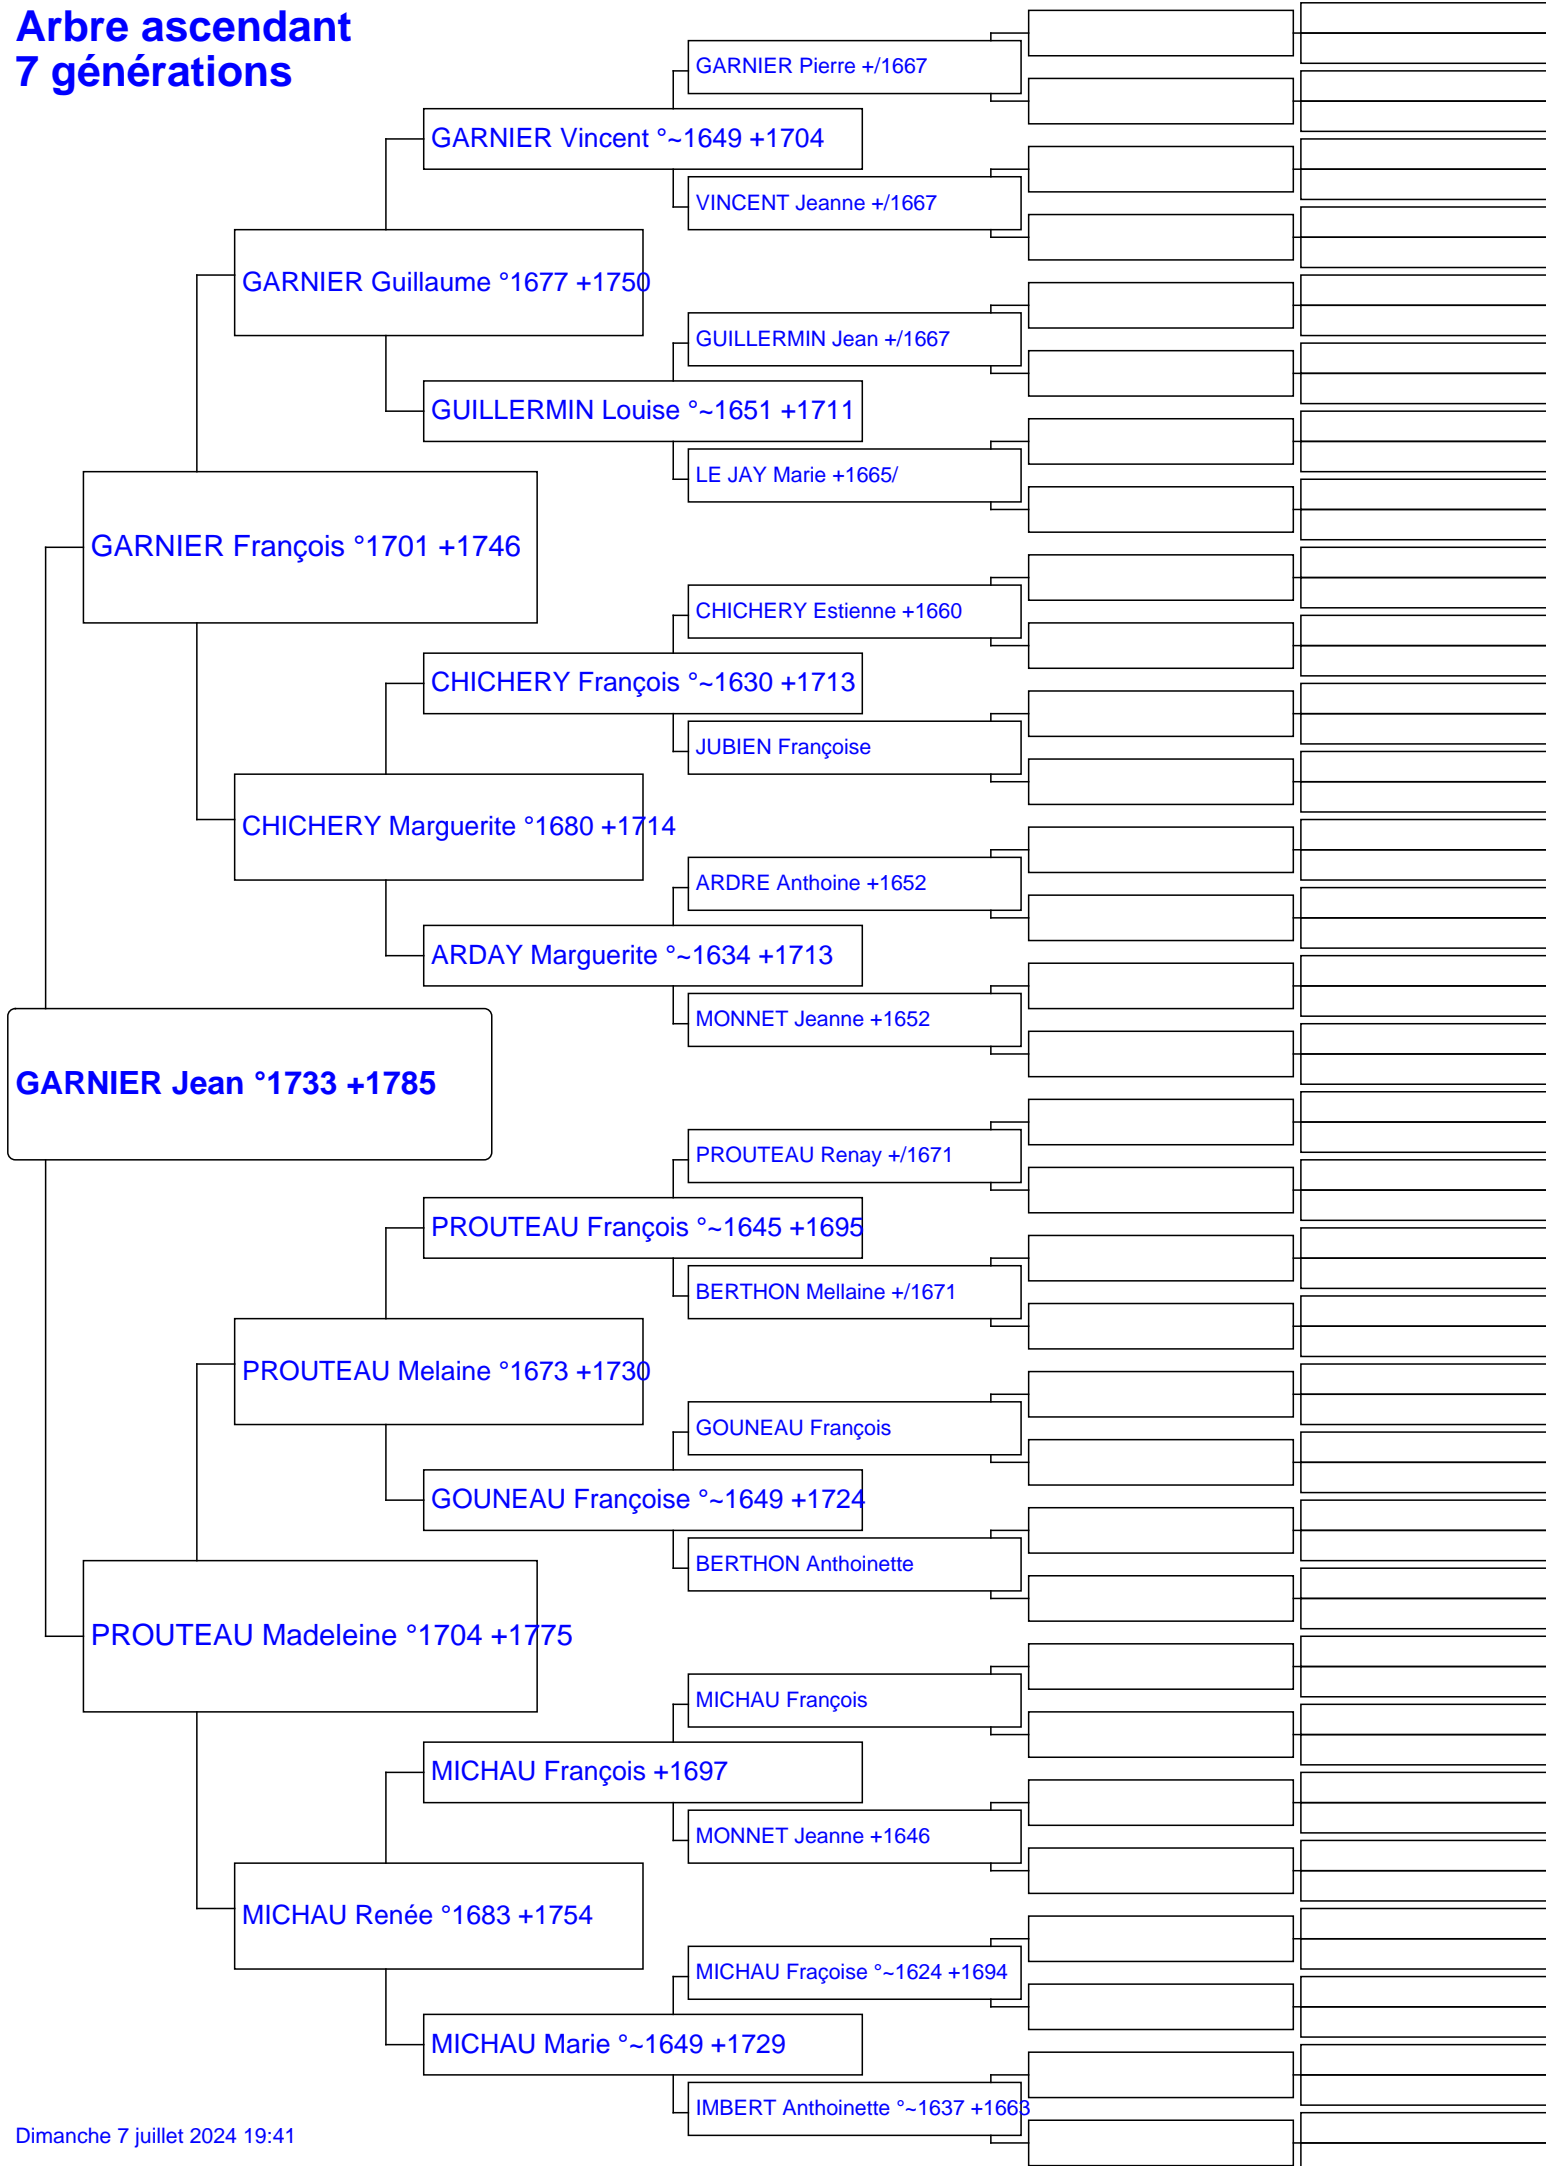 Arbre ascendant
7 générations
GARNIER Pierre +/1667
GARNIER Vincent °~1649 +1704
VINCENT Jeanne +/1667
GARNIER Guillaume °1677 +1750
GUILLERMIN Jean +/1667
GUILLERMIN Louise °~1651 +1711
LE JAY Marie +1665/
GARNIER François °1701 +1746
CHICHERY Estienne +1660
CHICHERY François °~1630 +1713
JUBIEN Françoise
CHICHERY Marguerite °1680 +1714
ARDRE Anthoine +1652
ARDAY Marguerite °~1634 +1713
MONNET Jeanne +1652
GARNIER Jean °1733 +1785
PROUTEAU Renay +/1671
PROUTEAU François °~1645 +1695
BERTHON Mellaine +/1671
PROUTEAU Melaine °1673 +1730
GOUNEAU François
GOUNEAU Françoise °~1649 +1724
BERTHON Anthoinette
PROUTEAU Madeleine °1704 +1775
MICHAU François
MICHAU François +1697
MONNET Jeanne +1646
MICHAU Renée °1683 +1754
MICHAU Fraçoise °~1624 +1694
MICHAU Marie °~1649 +1729
IMBERT Anthoinette °~1637 +1663
Dimanche 7 juillet 2024 19:41